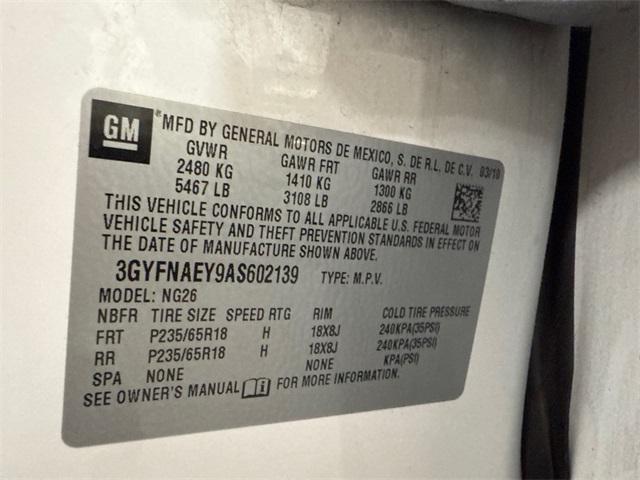 GM
®MFD BY GENERAL MOTORS DE MEXICO, S. DE R.L. DE C.V. 03/10
GVWR GAWR FRT GAWR RR
2480 KG 1410 KG 1300 KG
5467 LB 3108 LB 2866 LB
THIS VEHICLE CONFORMS TO ALL APPLICABLE U.S. FEDERAL MOTOR
VEHICLE SAFETY AND THEFT PREVENTION STANDARDS IN EFFECT ON
THE DATE OF MANUFACTURE SHOWN ABOVE.
3GYFNAEY9AS602139 TYPE: M.P.V.
MODEL: NG26
NBFR TIRE SIZE SPEED RTG RIM COLD TIRE PRESSURE
FRT P235/65R18 H 18X8J 240KPA(35PSI)
RR P235/65R18 H 18X8J 240KPA(35PSI)
SPA NONE NONE KPA(PSI)
SEE OWNER'S MANUAL FOR MORE INFORMATION.